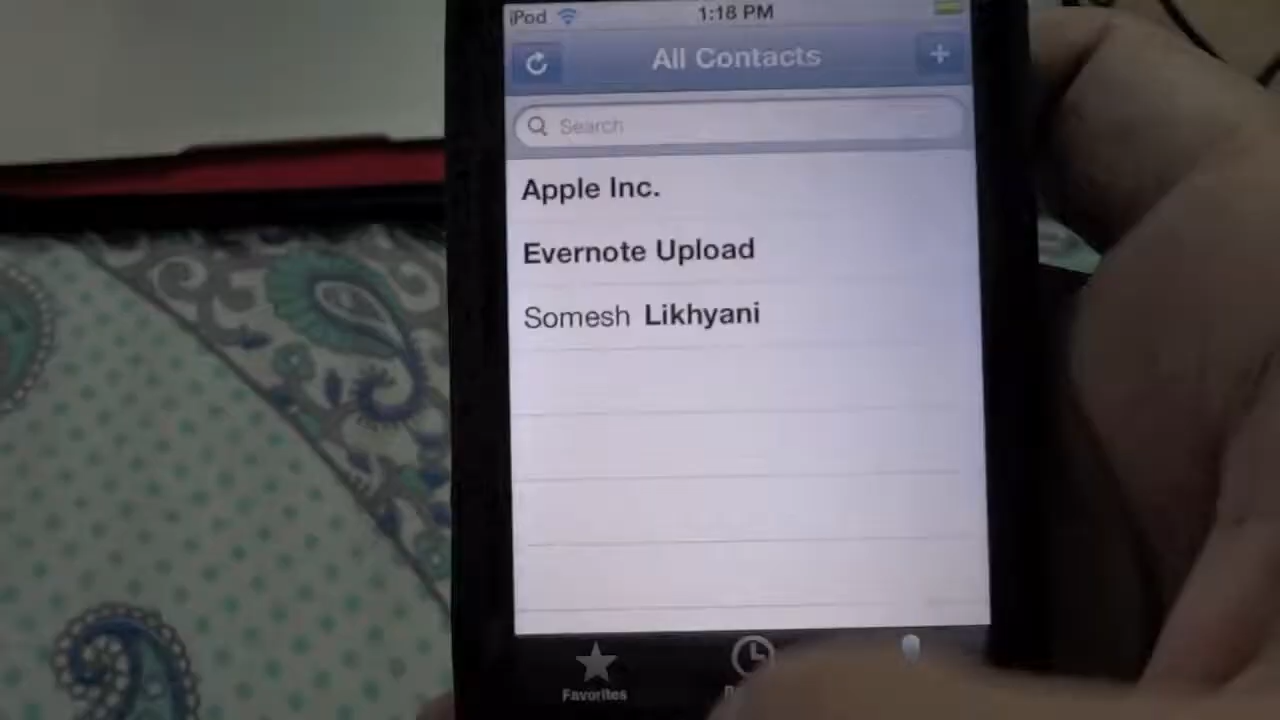 iPod 1:18 PM
All Contacts
+
Search
Apple Inc.
Evernote Upload
Somesh Likhyani
Favorites